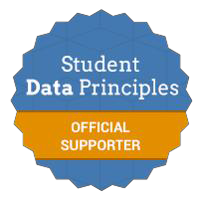 Student
Data Principles
OFFICIAL
SUPPORTER